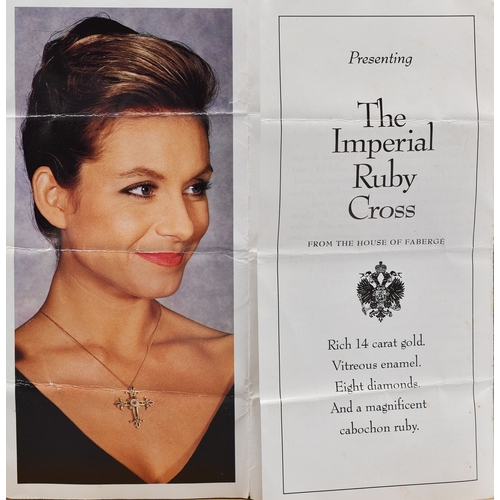 Presenting
The
Imperial
Ruby
Cross
FROM THE HOUSE OF FABERGE
Rich 14 carat gold.
Vitreous enamel.
Eight diamonds.
And a magnificent
cabochon ruby.